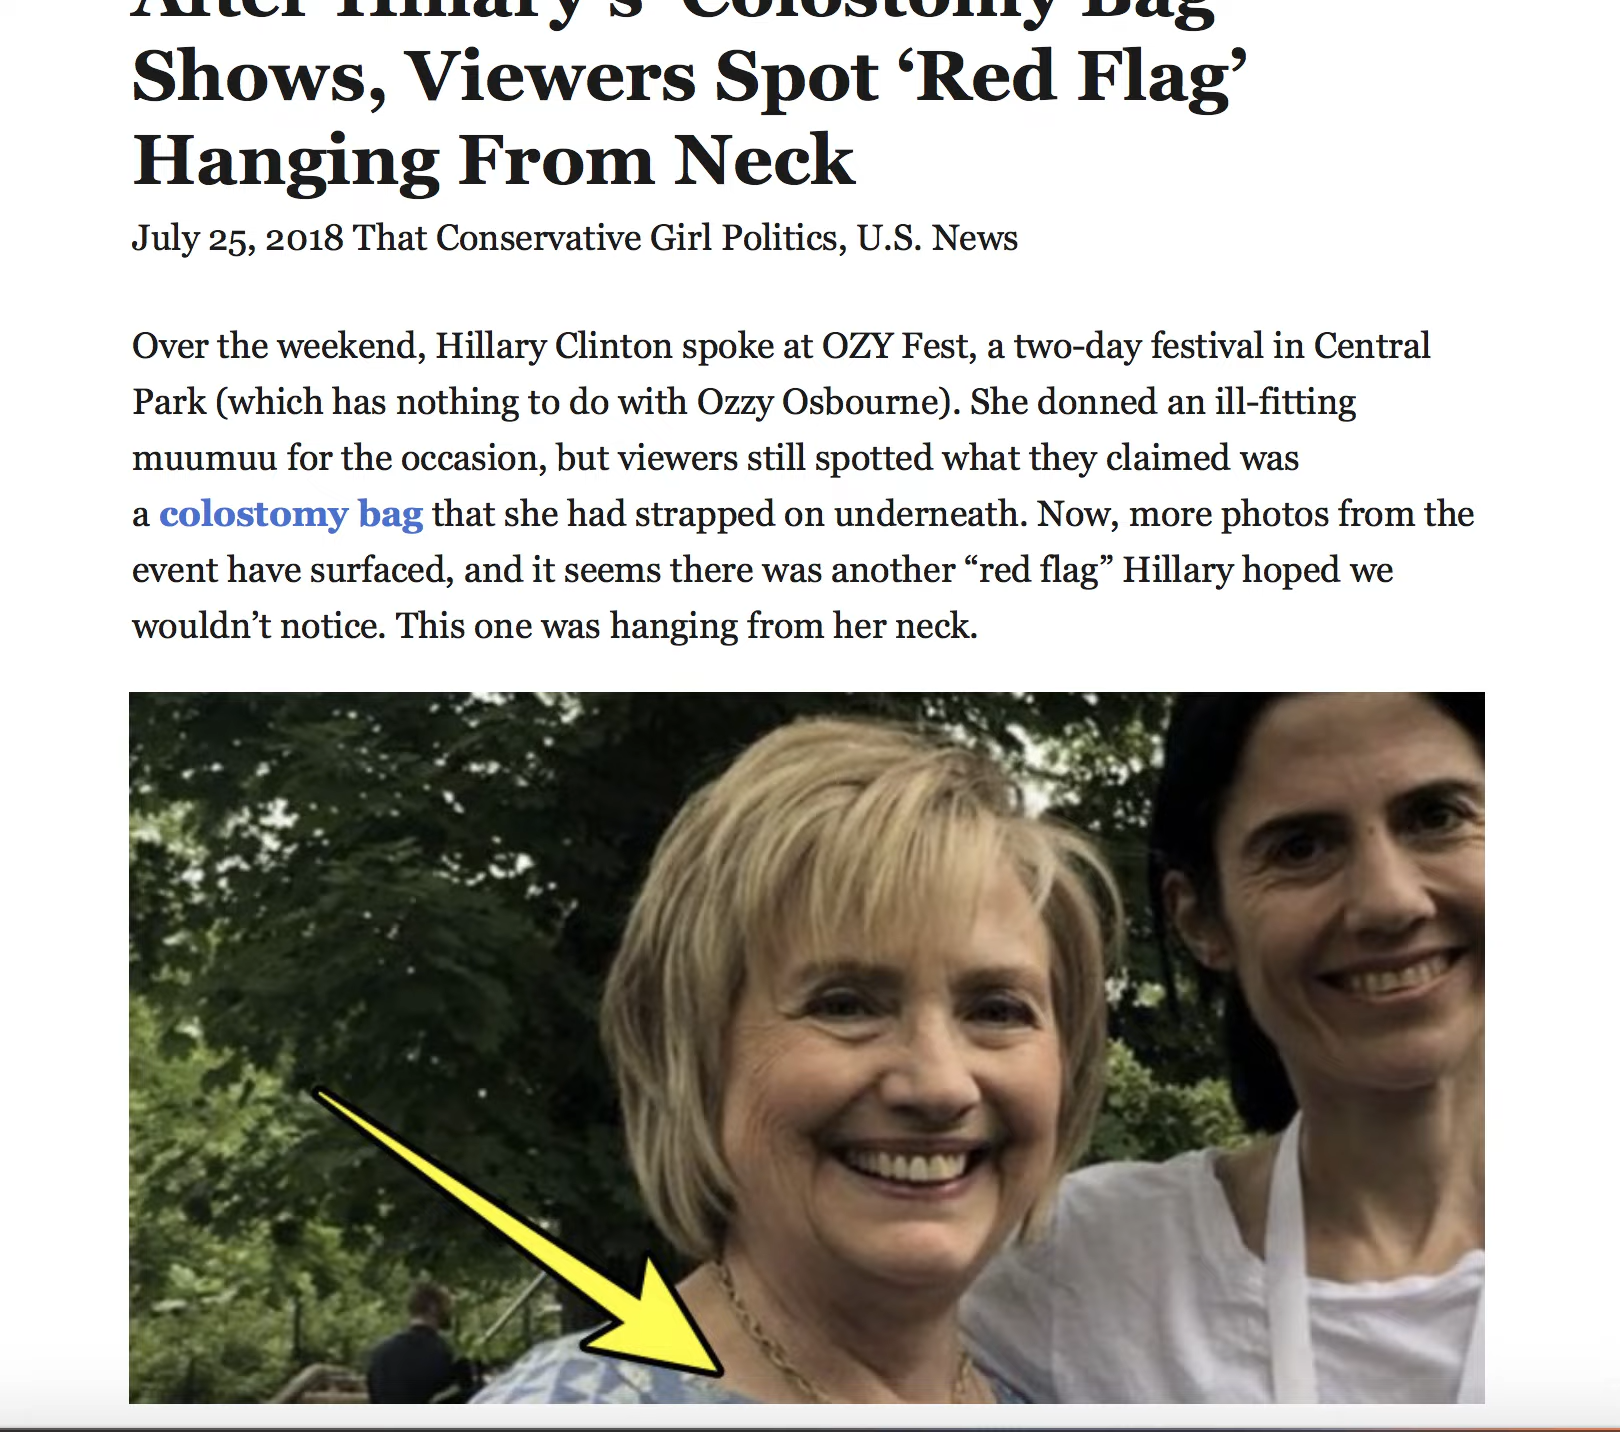 After Hillary's ‘Colostomy Bag’
Shows, Viewers Spot ‘Red Flag’
Hanging From Neck
July 25, 2018 That Conservative Girl Politics, U.S. News
Over the weekend, Hillary Clinton spoke at OZY Fest, a two-day festival in Central
Park (which has nothing to do with Ozzy Osbourne). She donned an ill-fitting
muumuu for the occasion, but viewers still spotted what they claimed was
a colostomy bag that she had strapped on underneath. Now, more photos from the
event have surfaced, and it seems there was another “red flag” Hillary hoped we
wouldn’t notice. This one was hanging from her neck.